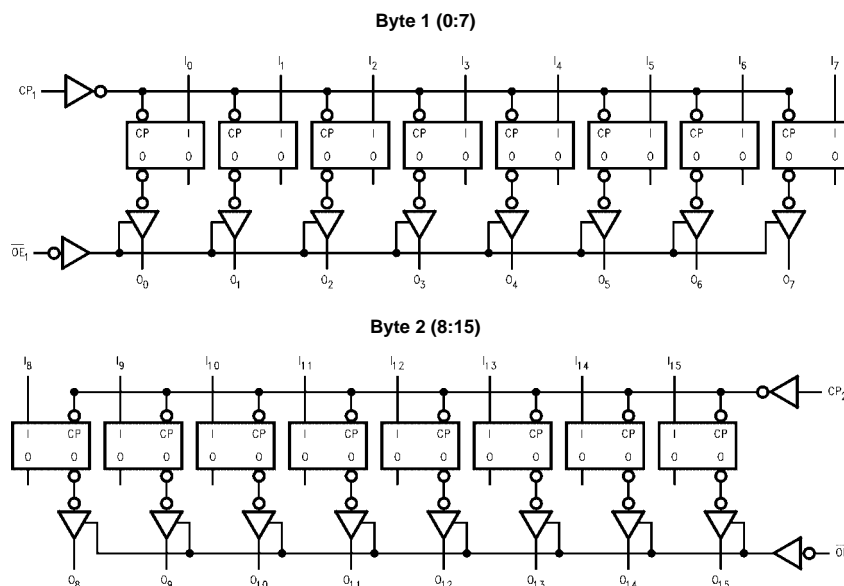 Byte 1 (0:7)
I0 I1 I2 I3 I4 I5 I6 I7
CP1
CP I CP I CP I CP I CP I CP I CP I CP I
O O O O O O O O O O O O O O O O
OE1
O0 O1 O2 O3 O4 O5 O6 O7
Byte 2 (8:15)
I8 I9 I10 I11 I12 I13 I14 I15
CP2
I CP I CP I CP I CP I CP I CP I CP I CP
O O O O O O O O O O O O O O O O
O8 O9 O10 O11 O12 O13 O14 O15